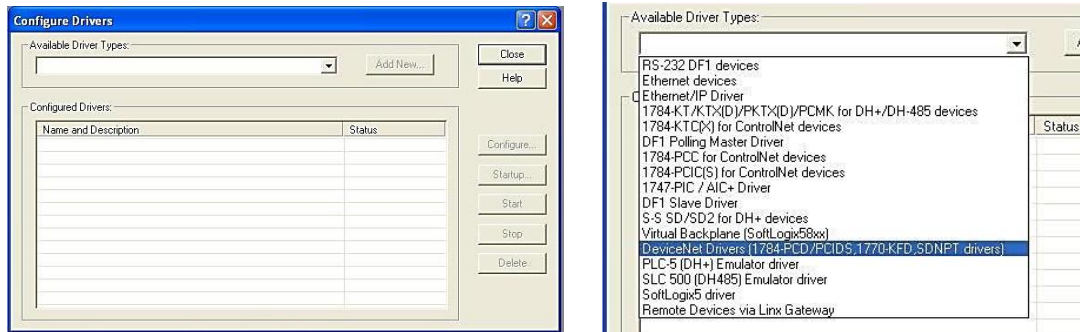 Configure Drivers
Available Driver Types:
Add New...
Close
Help
Configured Drivers:
Name and Description Status
Configure...
Startup...
Start
Stop
Delete
Available Driver Types:
RS-232 DF1 devices
Ethernet devices
Ethernet/IP Driver
1784-KT/KTX(D)/PKTX(D)/PCMK for DH+/DH-485 devices
1784-KTC(X) for ControlNet devices
DF1 Polling Master Driver
1784-PCC for ControlNet devices
1784-PCIC(S) for ControlNet devices
1747-PIC / AIC+ Driver
DF1 Slave Driver
S-S SD/SD2 for DH+ devices
Virtual Backplane (SoftLogix58xx)
DeviceNet Drivers (1784-PCD/PCIDS,1770-KFD,SDNPT drivers)
PLC-5 (DH+) Emulator driver
SLC 500 (DH485) Emulator driver
SoftLogix5 driver
Remote Devices via Linx Gateway
Status